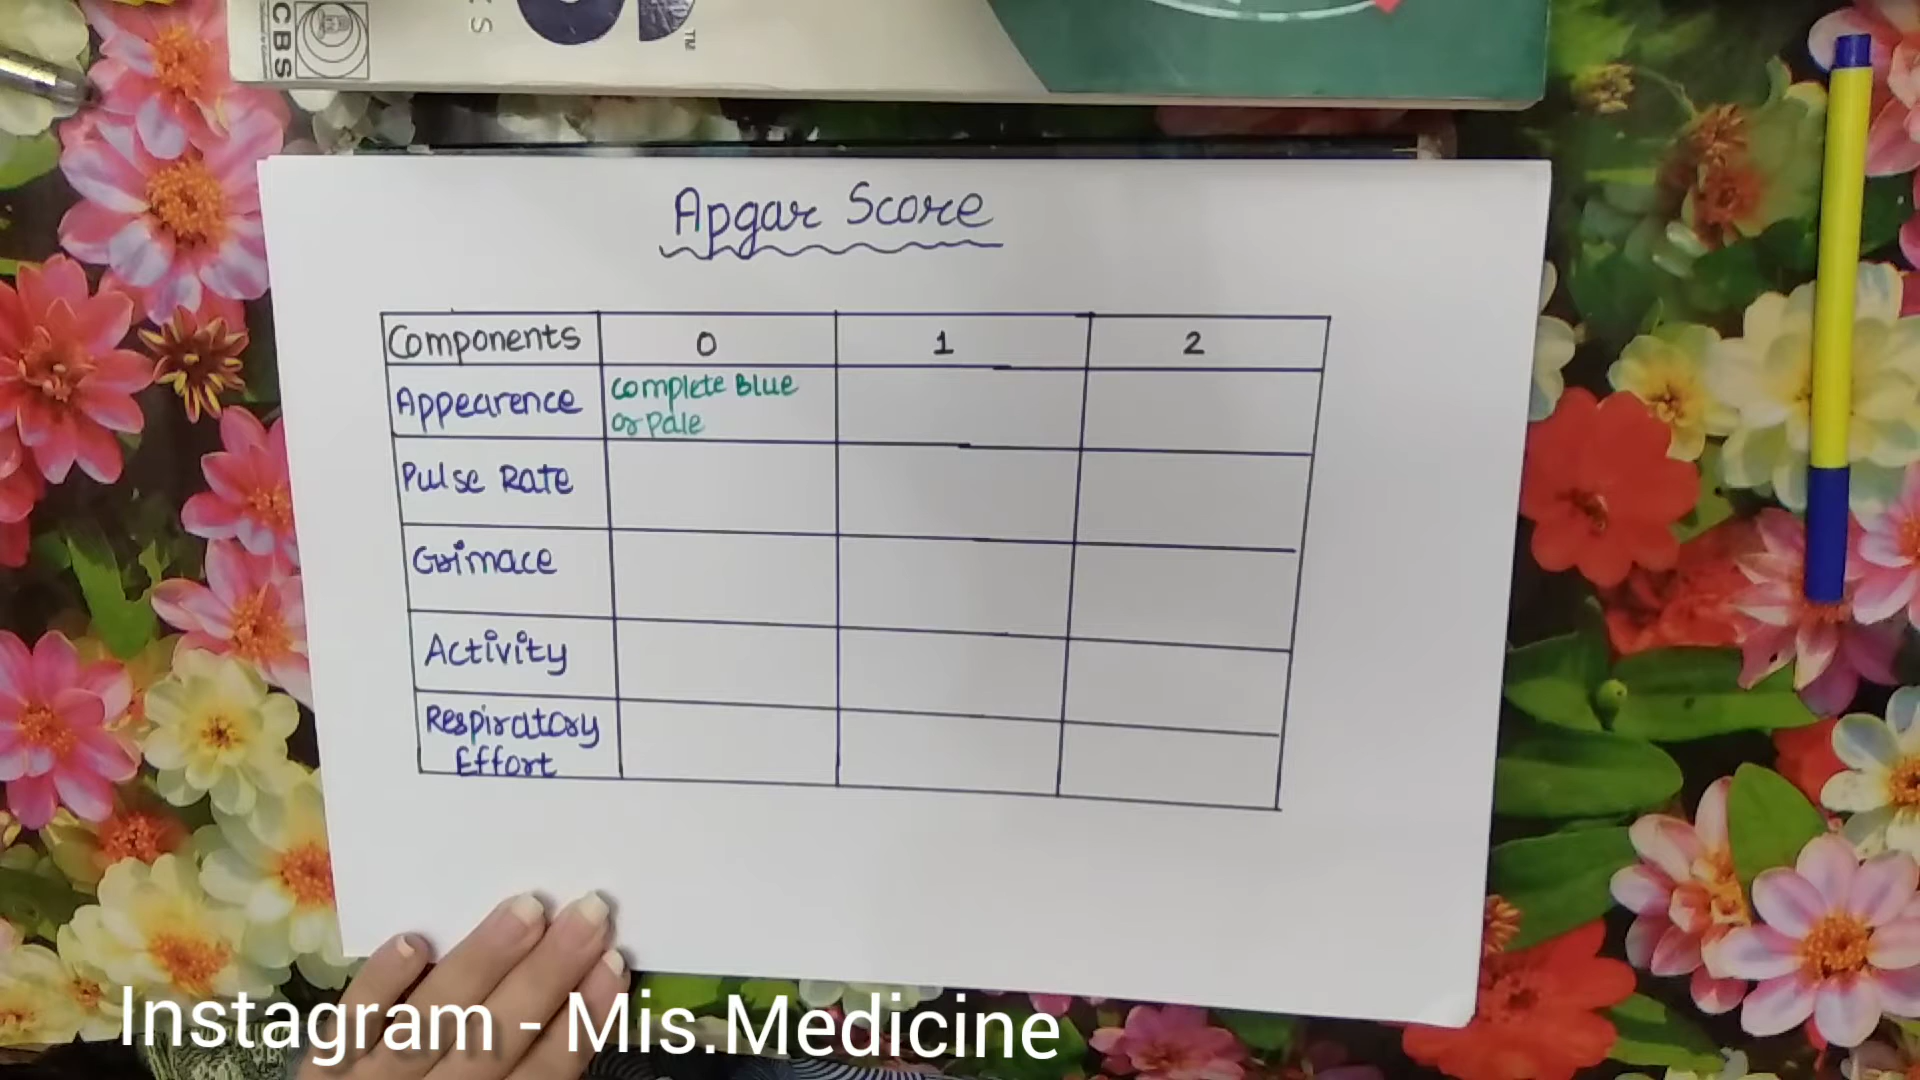 CBS
TM
Apgar Score
Components 0 1 2
Appearence Complete Blue
or Pale
Pulse Rate
Grimace
Activity
Respiratory
Effort
Instagram - Mis.Medicine